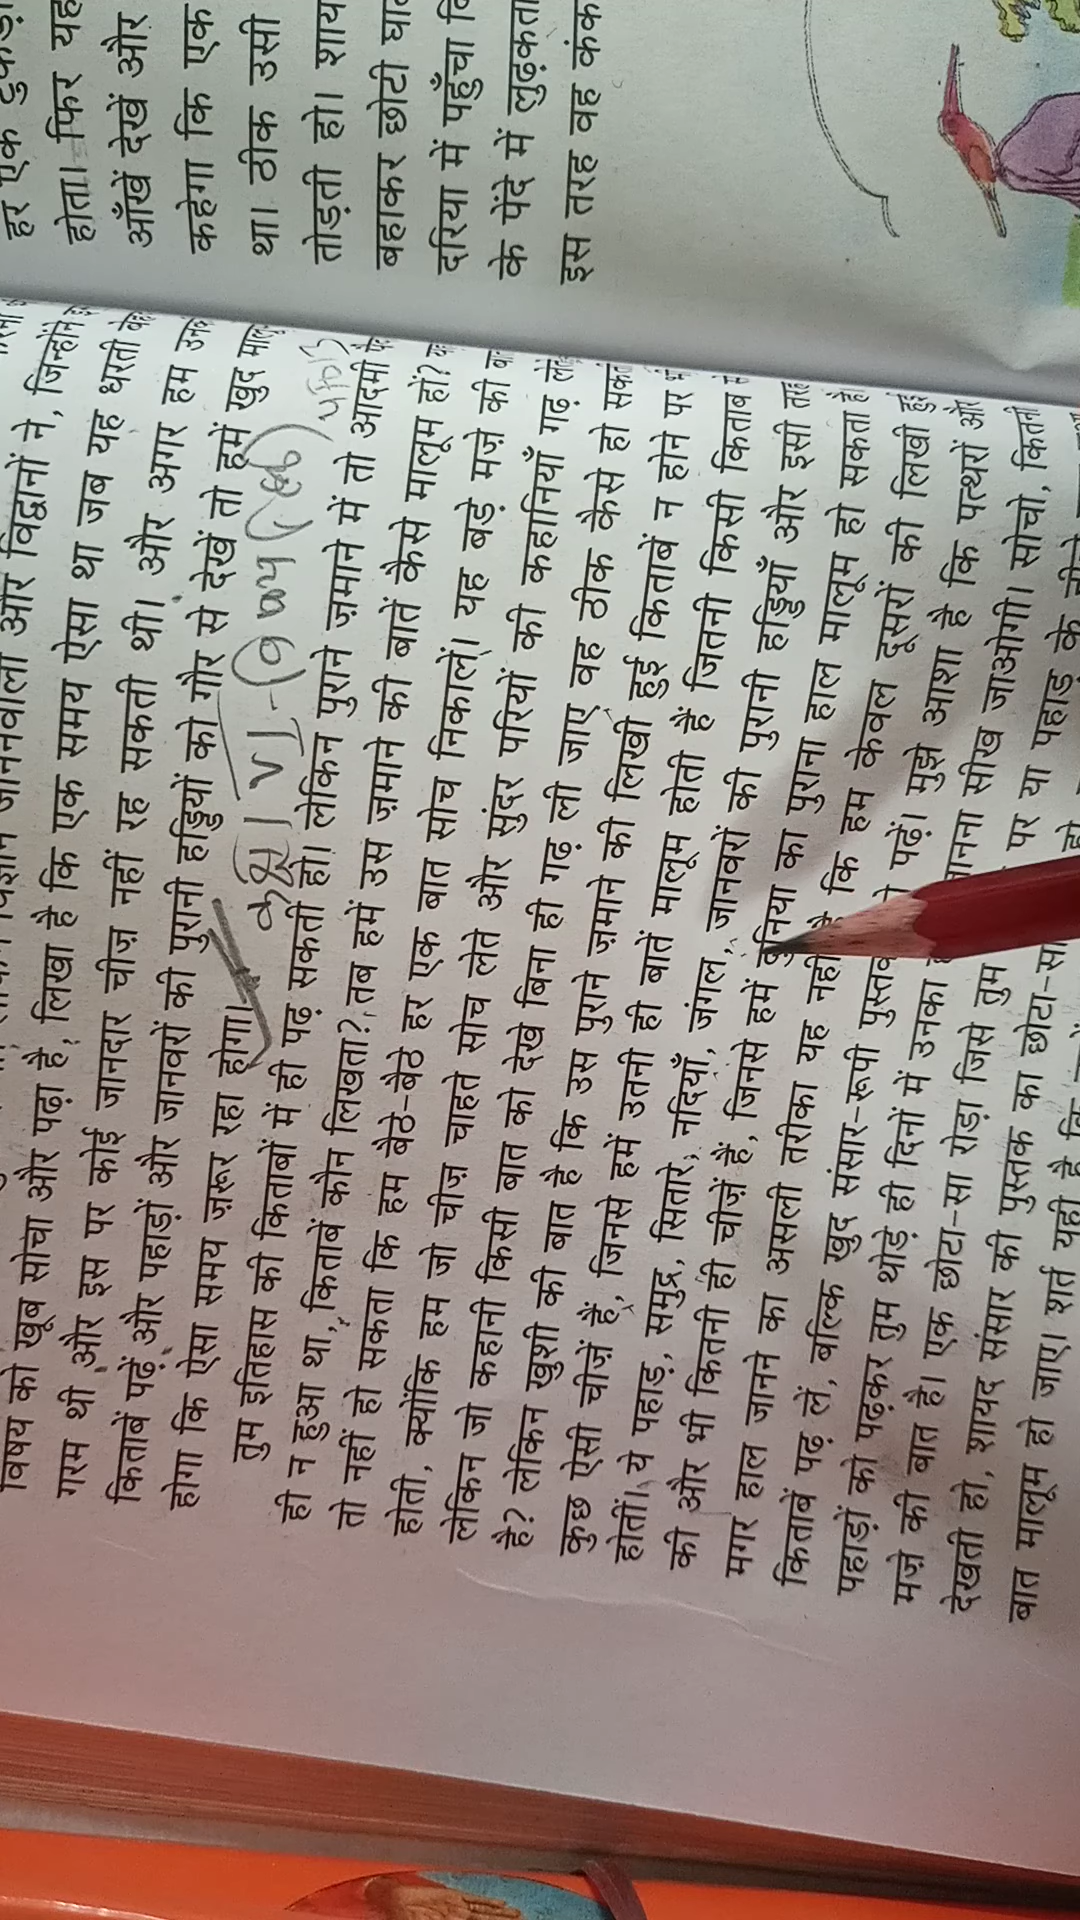 विषय को खूब सोचा और पढ़ा है, लिखा है कि एक समय ऐसा था जब यह धरती
गरम थी और इस पर कोई जानदार चीज़ नहीं रह सकती थी। और अगर हम
किताबें पढ़ें और पहाड़ों और जानवरों की पुरानी हड्डियों को गौर से देखें तो हमें खुद
होगा कि ऐसा समय ज़रूर रहा होगा।
कक्षा VI
तुम इतिहास की किताबों में ही पढ़ सकती हो। लेकिन पुराने ज़माने में तो आदमी
ही न हुआ था, किताबें कौन लिखता? तब हमें उस ज़माने की बातें कैसे मालूम हों?
तो नहीं हो सकता कि हम बैठे-बैठे हर एक बात सोच निकालें। यह बड़े मज़े की
होती, क्योंकि हम जो चीज़ चाहते सोच लेते और सुंदर परियों की कहानियाँ गढ़
लेकिन जो कहानी किसी बात को देखे बिना ही गढ़ ली जाए वह ठीक कैसे हो
है? लेकिन खुशी की बात है कि उस पुराने ज़माने की लिखी हुई किताबें न होने पर
कुछ ऐसी चीज़ें हैं, जिनसे हमें उतनी ही बातें मालूम होती हैं जितनी किसी किताब
होतीं। ये पहाड़, समुद्र, सितारे, नदियाँ, जंगल, जानवरों की पुरानी हड्डियाँ और इसी
की और भी कितनी ही चीज़ें हैं, जिनसे हमें दुनिया का पुराना हाल मालूम हो सकता है
मगर हाल जानने का असली तरीका यह नहीं है कि हम केवल दूसरों की लिखी
किताबें पढ़ लें, बल्कि खुद संसार-रूपी पढ़ें। मुझे आशा है कि पत्थरों और
पहाड़ों को पढ़कर तुम थोड़े ही दिनों में उनका जानना सीख जाओगी। सोचो, कितनी
मज़े की बात है। एक छोटा-सा रोड़ा जिसे तुम पर या पहाड़ के नीचे
देखती हो, शायद संसार की पुस्तक का छोटा-सा
बात मालूम हो जाए। शर्त यही है कि
हर एक टुकड़ा
होता। फिर यह
आँखें देखें और
कहेगा कि एक
था। ठीक उसी
तोड़ती हो।
बहाकर छोटी
दरिया में पहुँचा
के पेंदे में लुढ़कता
इस तरह वह